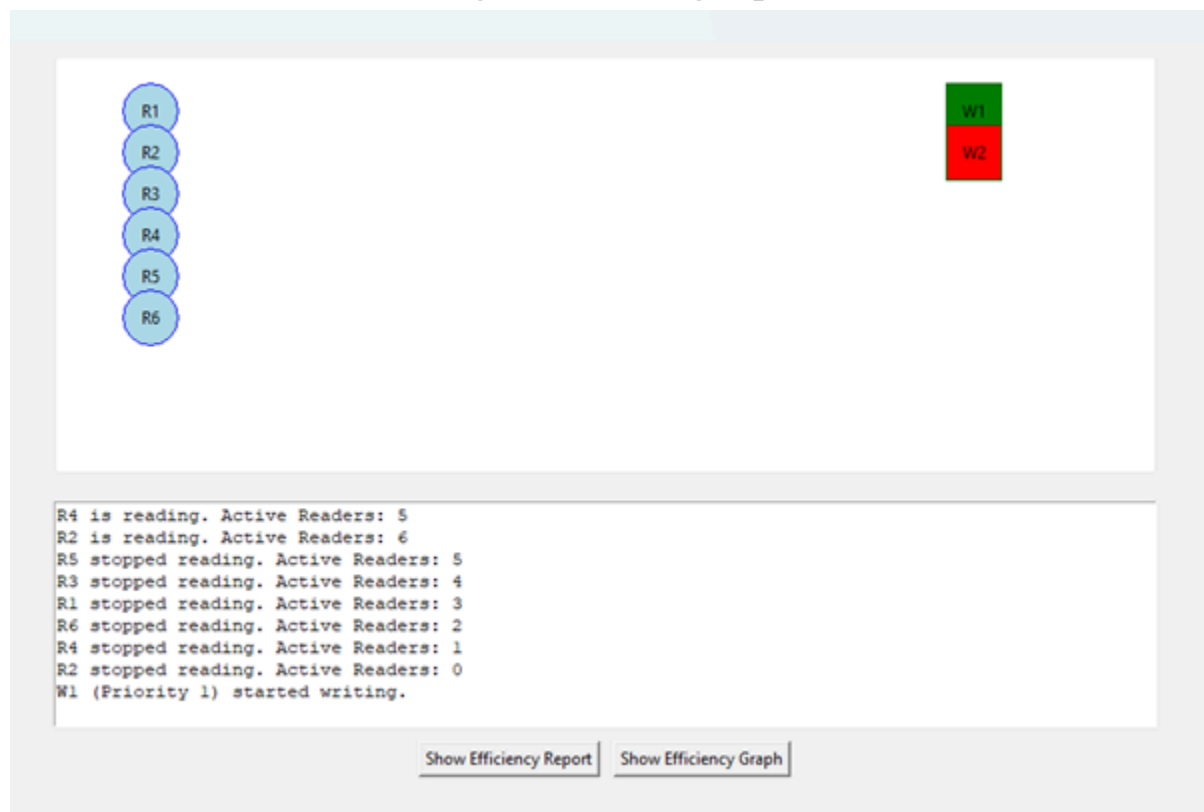 R1
R2
R3
R4
R5
R6
W1
W2
R4 is reading. Active Readers: 5
R2 is reading. Active Readers: 6
R5 stopped reading. Active Readers: 5
R3 stopped reading. Active Readers: 4
R1 stopped reading. Active Readers: 3
R6 stopped reading. Active Readers: 2
R4 stopped reading. Active Readers: 1
R2 stopped reading. Active Readers: 0
W1 (Priority 1) started writing.
Show Efficiency Report
Show Efficiency Graph